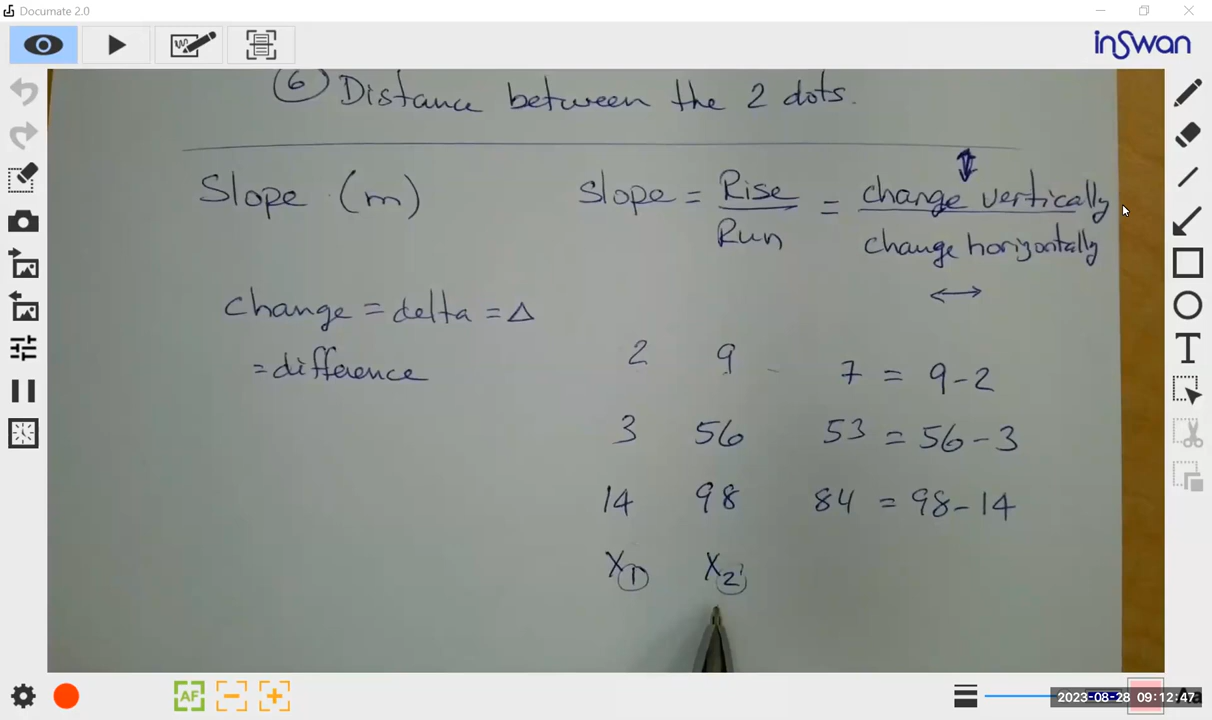 Documate 2.0
inSwan
⑥ Distance between the 2 dots.
Slope (m)
Slope = Rise / Run = change vertically / change horizontally
change = delta = Δ
= difference
2 9 7 = 9-2
3 56 53 = 56-3
14 98 84 = 98-14
X1 X2
T
AF
2023-08-28 09:12:47